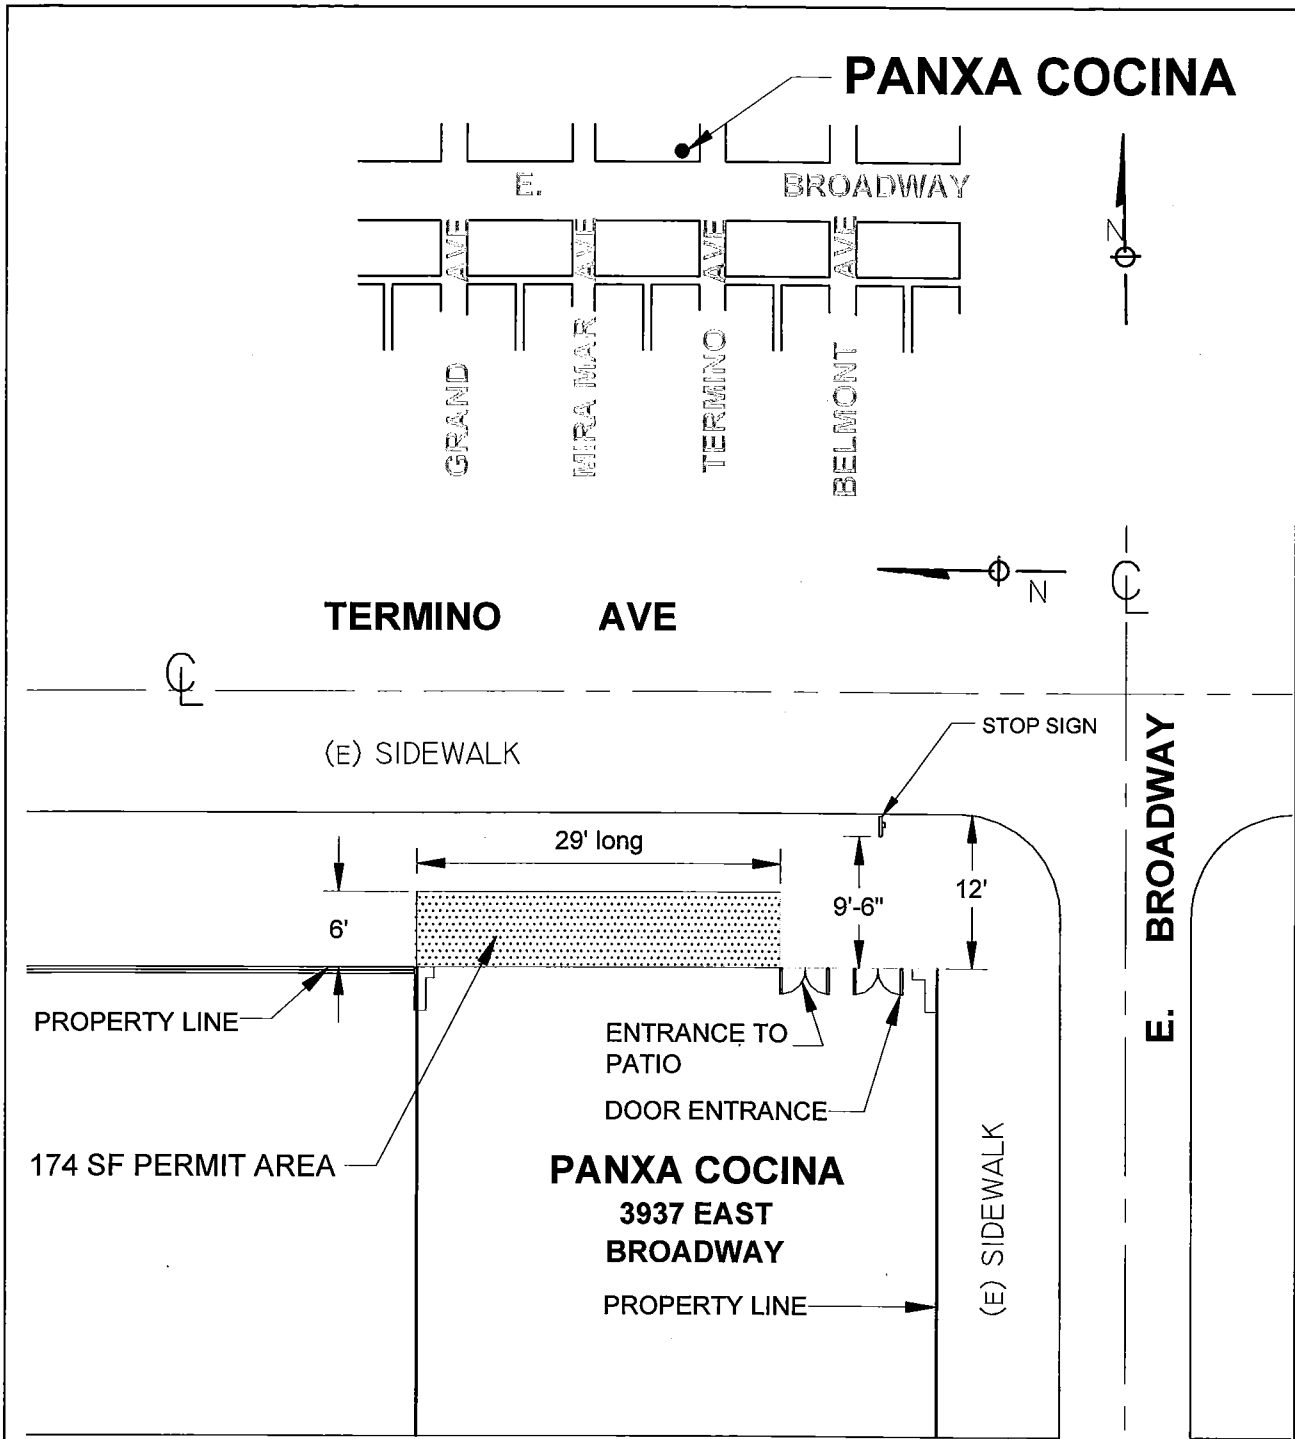 PANXA COCINA
E. BROADWAY
GRAND AVE
MIRA MAR AVE
TERMINO AVE
BELMONT AVE
N
N
CL
TERMINO AVE
CL
(E) SIDEWALK
STOP SIGN
E. BROADWAY
29' long
6'
9'-6"
12'
PROPERTY LINE
ENTRANCE TO
PATIO
DOOR ENTRANCE
174 SF PERMIT AREA
PANXA COCINA
3937 EAST
BROADWAY
PROPERTY LINE
(E) SIDEWALK